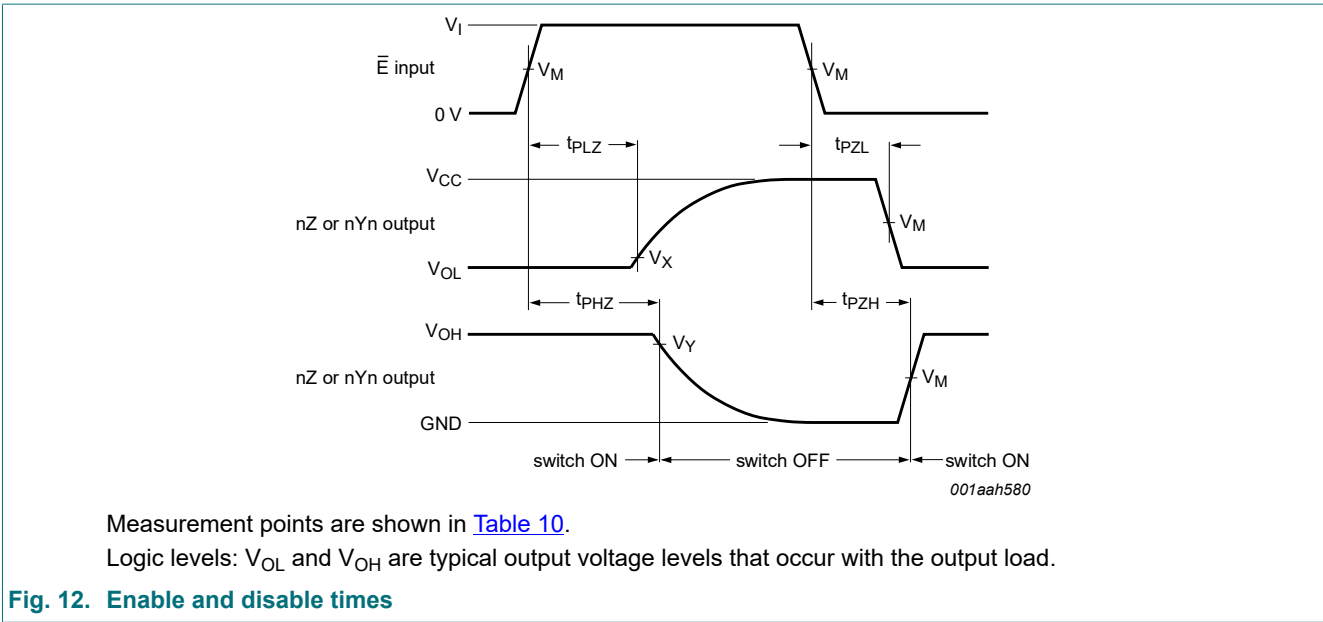 V_I
E̅ input
V_M
V_M
0 V
t_PLZ
t_PZL
V_CC
nZ or nYn output
V_M
V_X
V_OL
t_PHZ
t_PZH
V_OH
V_Y
nZ or nYn output
V_M
GND
switch ON
switch OFF
switch ON
001aah580
Measurement points are shown in Table 10.
Logic levels: V_OL and V_OH are typical output voltage levels that occur with the output load.
Fig. 12. Enable and disable times